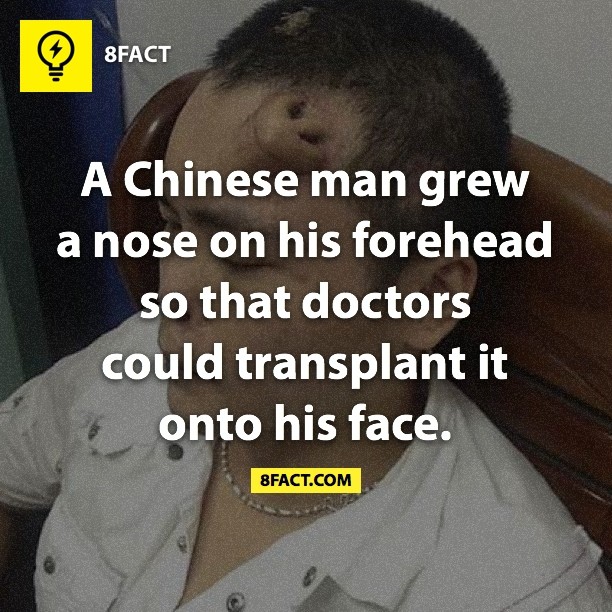 8FACT
A Chinese man grew
a nose on his forehead
so that doctors
could transplant it
onto his face.
8FACT.COM